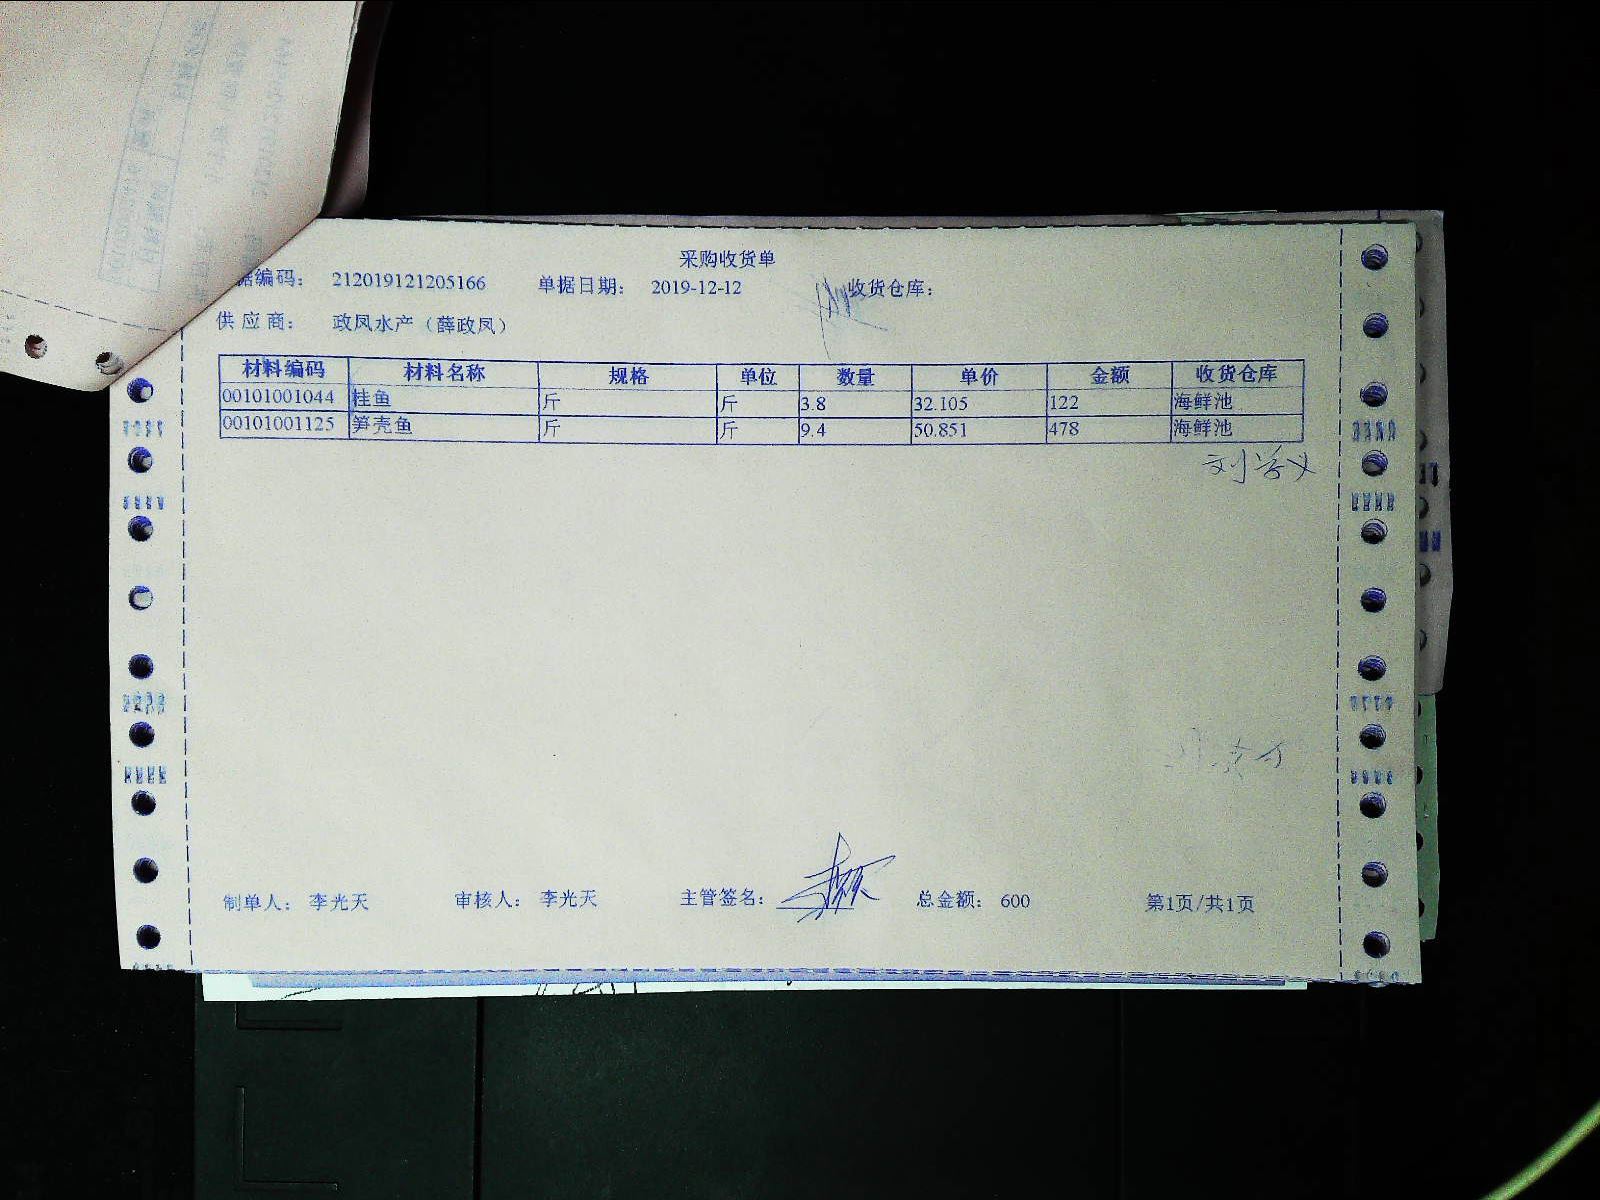 采购收货单
据编码： 212019121205166 单据日期： 2019-12-12 收货仓库：
供应商： 政凤水产（薛政凤）
材料编码 材料名称 规格 单位 数量 单价 金额 收货仓库
00101001044 桂鱼 斤 斤 3.8 32.105 122 海鲜池
00101001125 笋壳鱼 斤 斤 9.4 50.851 478 海鲜池
制单人： 李光天 审核人： 李光天 主管签名： 总金额： 600 第1页/共1页